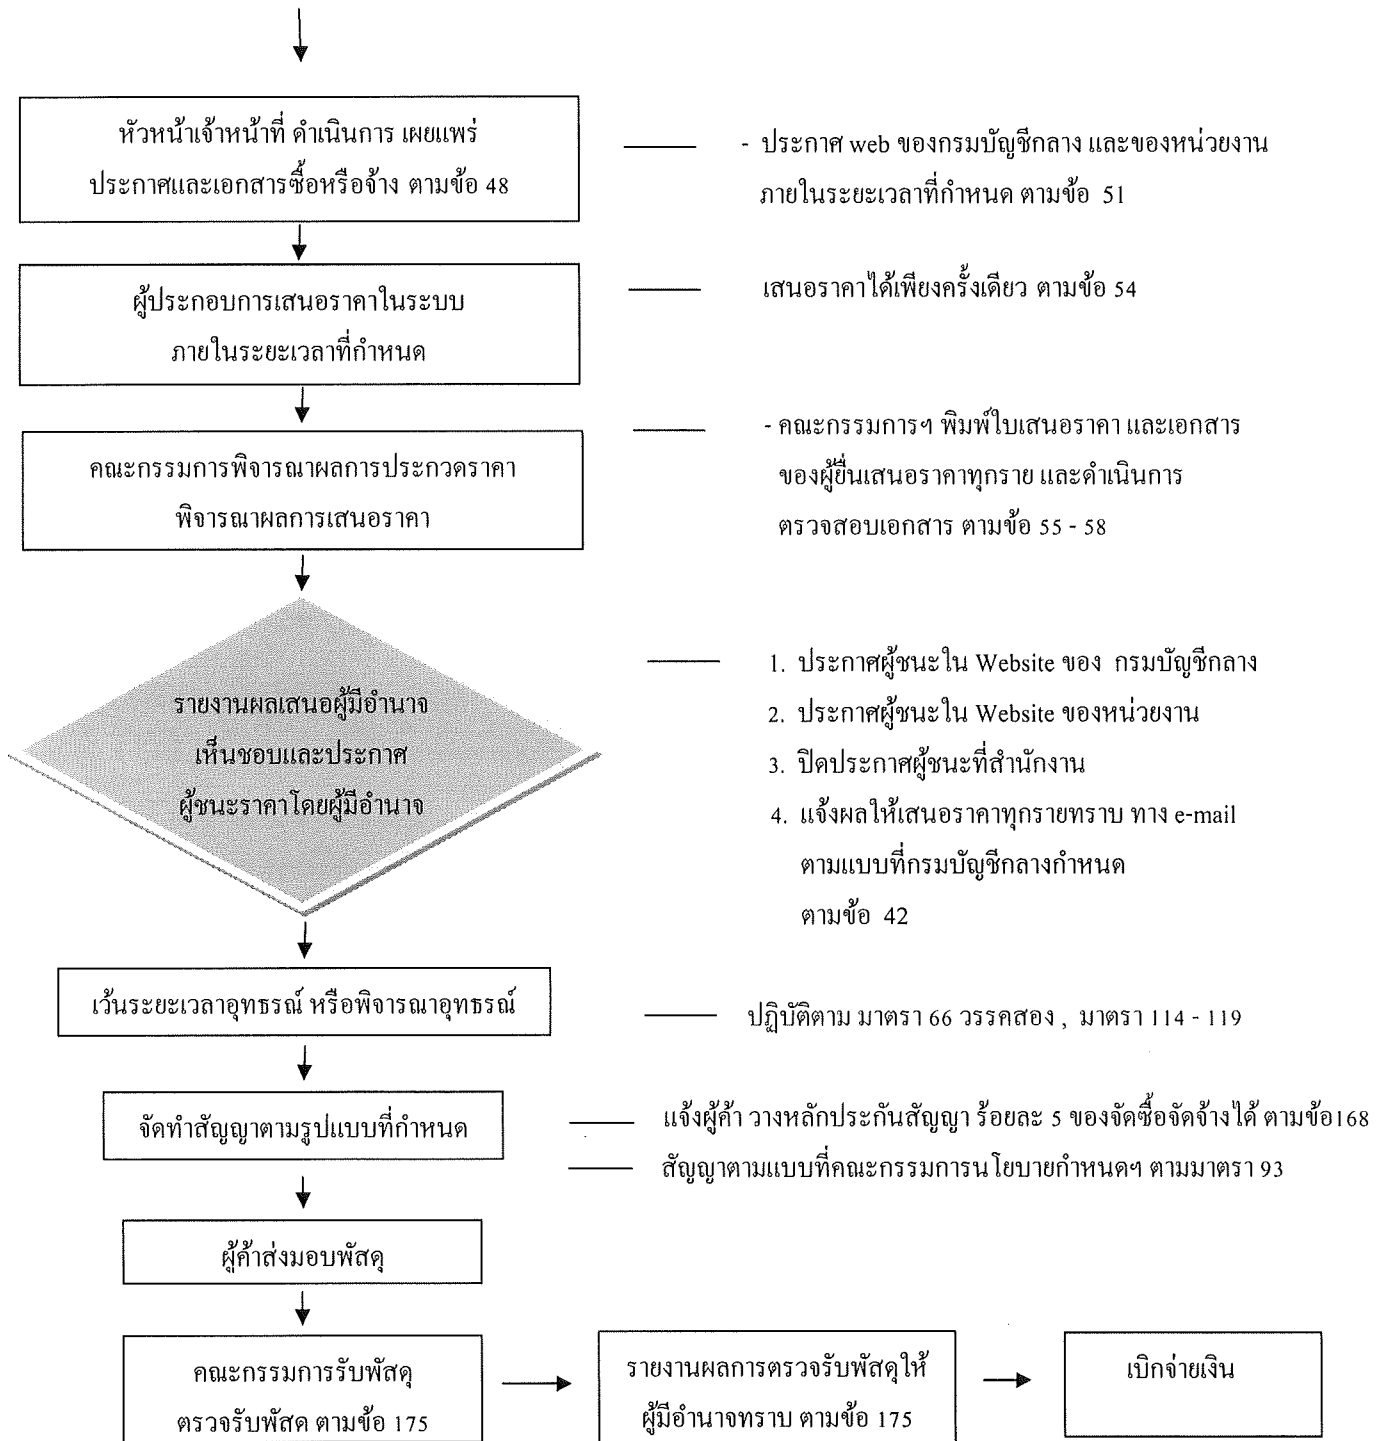 หัวหน้าเจ้าหน้าที่ ดำเนินการ เผยแพร่
ประกาศและเอกสารซื้อหรือจ้าง ตามข้อ 48
- ประกาศ web ของกรมบัญชีกลาง และของหน่วยงาน
ภายในระยะเวลาที่กำหนด ตามข้อ 51
ผู้ประกอบการเสนอราคาในระบบ
ภายในระยะเวลาที่กำหนด
เสนอราคาได้เพียงครั้งเดียว ตามข้อ 54
คณะกรรมการพิจารณาผลการประกวดราคา
พิจารณาผลการเสนอราคา
- คณะกรรมการฯ พิมพ์ใบเสนอราคา และเอกสาร
ของผู้ยื่นเสนอราคาทุกราย และดำเนินการ
ตรวจสอบเอกสาร ตามข้อ 55 - 58
รายงานผลเสนอผู้มีอำนาจ
เห็นชอบและประกาศ
ผู้ชนะราคาโดยผู้มีอำนาจ
1. ประกาศผู้ชนะใน Website ของ กรมบัญชีกลาง
2. ประกาศผู้ชนะใน Website ของหน่วยงาน
3. ปิดประกาศผู้ชนะที่สำนักงาน
4. แจ้งผลให้เสนอราคาทุกรายทราบ ทาง e-mail
ตามแบบที่กรมบัญชีกลางกำหนด
ตามข้อ 42
เว้นระยะเวลาอุทธรณ์ หรือพิจารณาอุทธรณ์
ปฏิบัติตาม มาตรา 66 วรรคสอง , มาตรา 114 - 119
จัดทำสัญญาตามรูปแบบที่กำหนด
แจ้งผู้ค้า วางหลักประกันสัญญา ร้อยละ 5 ของจัดซื้อจัดจ้างได้ ตามข้อ168
สัญญาตามแบบที่คณะกรรมการนโยบายกำหนดฯ ตามมาตรา 93
ผู้ค้าส่งมอบพัสดุ
คณะกรรมการรับพัสดุ
ตรวจรับพัสด ตามข้อ 175
รายงานผลการตรวจรับพัสดุให้
ผู้มีอำนาจทราบ ตามข้อ 175
เบิกจ่ายเงิน